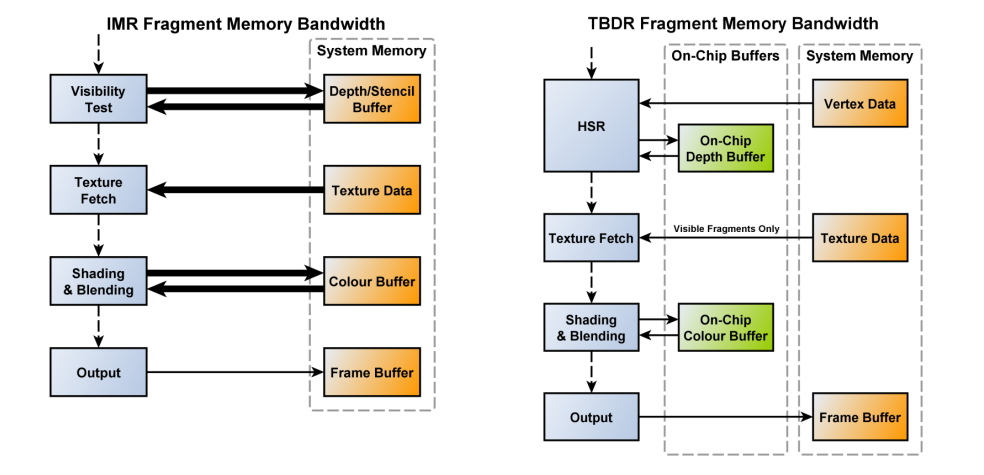 IMR Fragment Memory Bandwidth
System Memory
Visibility
Test
Depth/Stencil
Buffer
Texture
Fetch
Texture Data
Shading
& Blending
Colour Buffer
Output
Frame Buffer
TBDR Fragment Memory Bandwidth
On-Chip Buffers
System Memory
HSR
Vertex Data
On-Chip
Depth Buffer
Texture Fetch
Visible Fragments Only
Texture Data
Shading
& Blending
On-Chip
Colour Buffer
Output
Frame Buffer